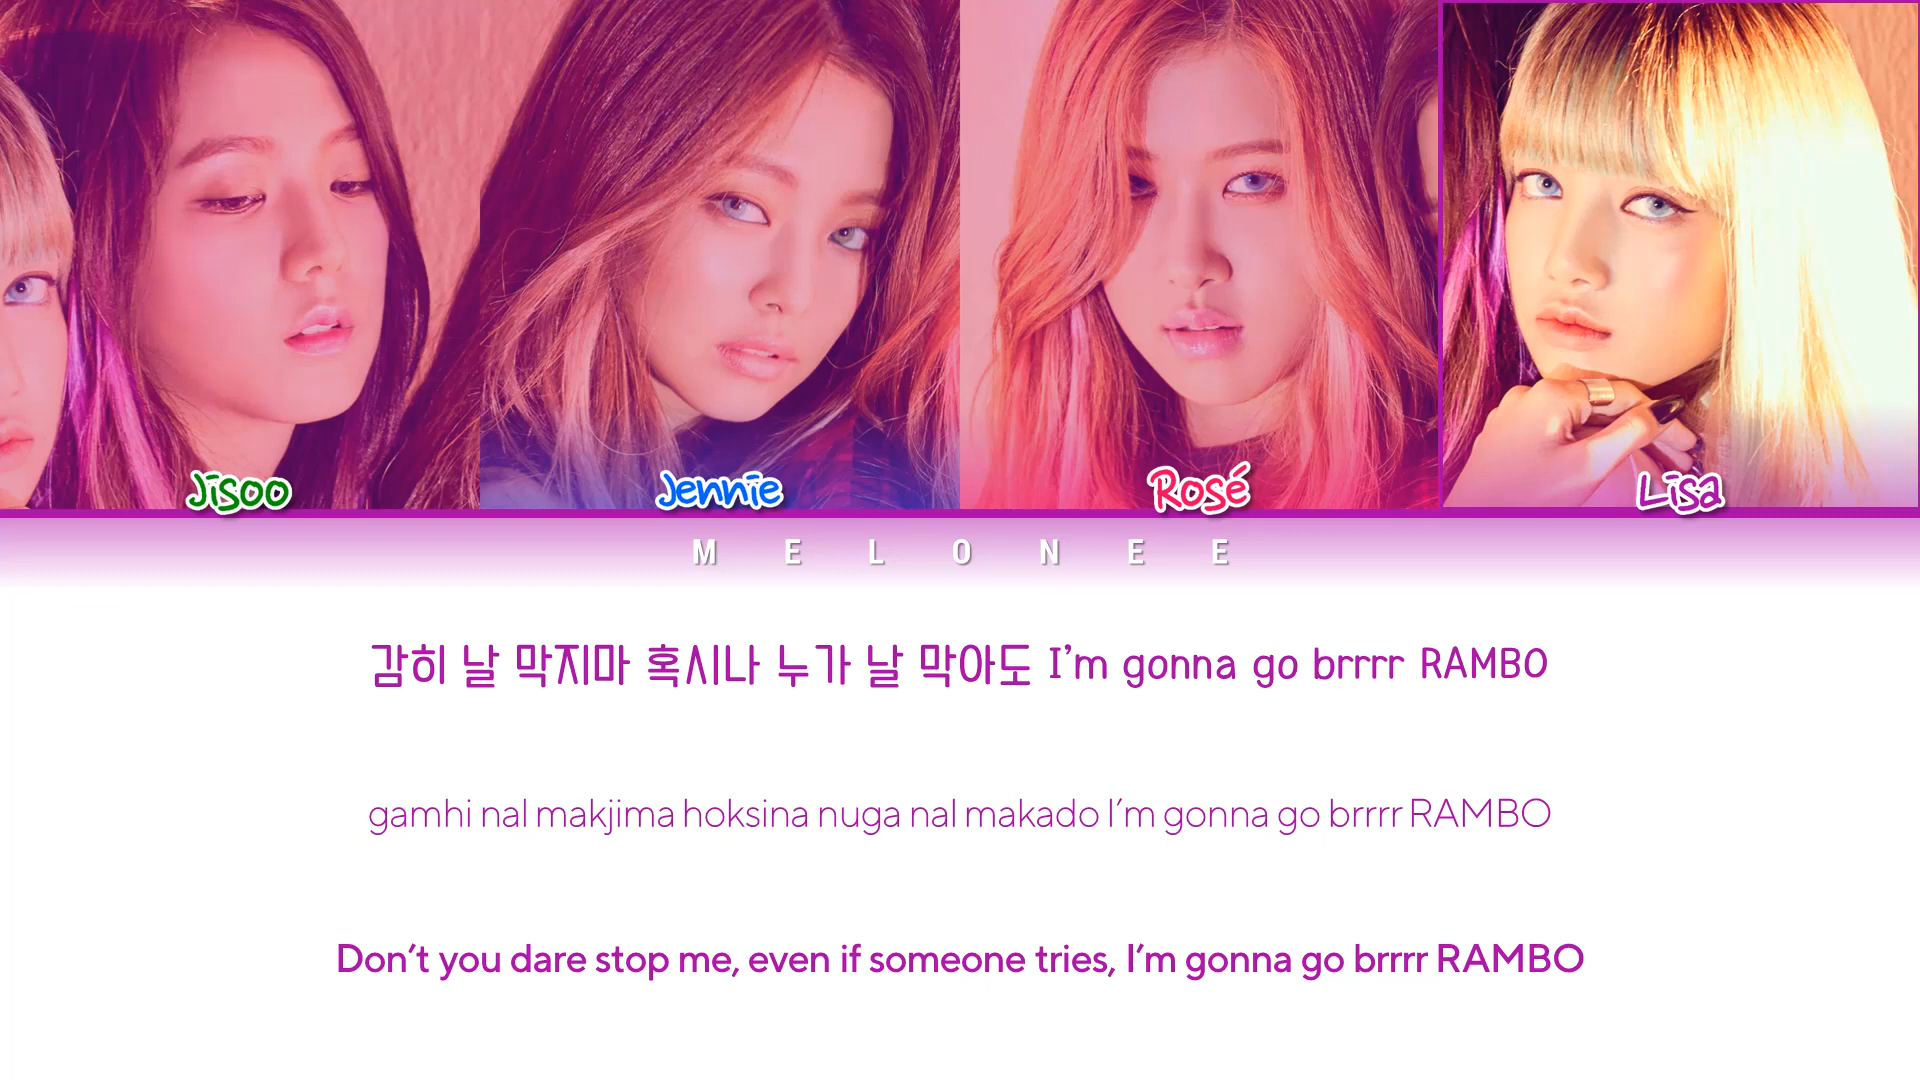 Jisoo
Jennie
Rosé
Lisa
MELONEE
감히 날 막지마 혹시나 누가 날 막아도 I'm gonna go brrrr RAMBO
gamhi nal makjima hoksina nuga nal makado I'm gonna go brrrr RAMBO
Don't you dare stop me, even if someone tries, I'm gonna go brrrr RAMBO